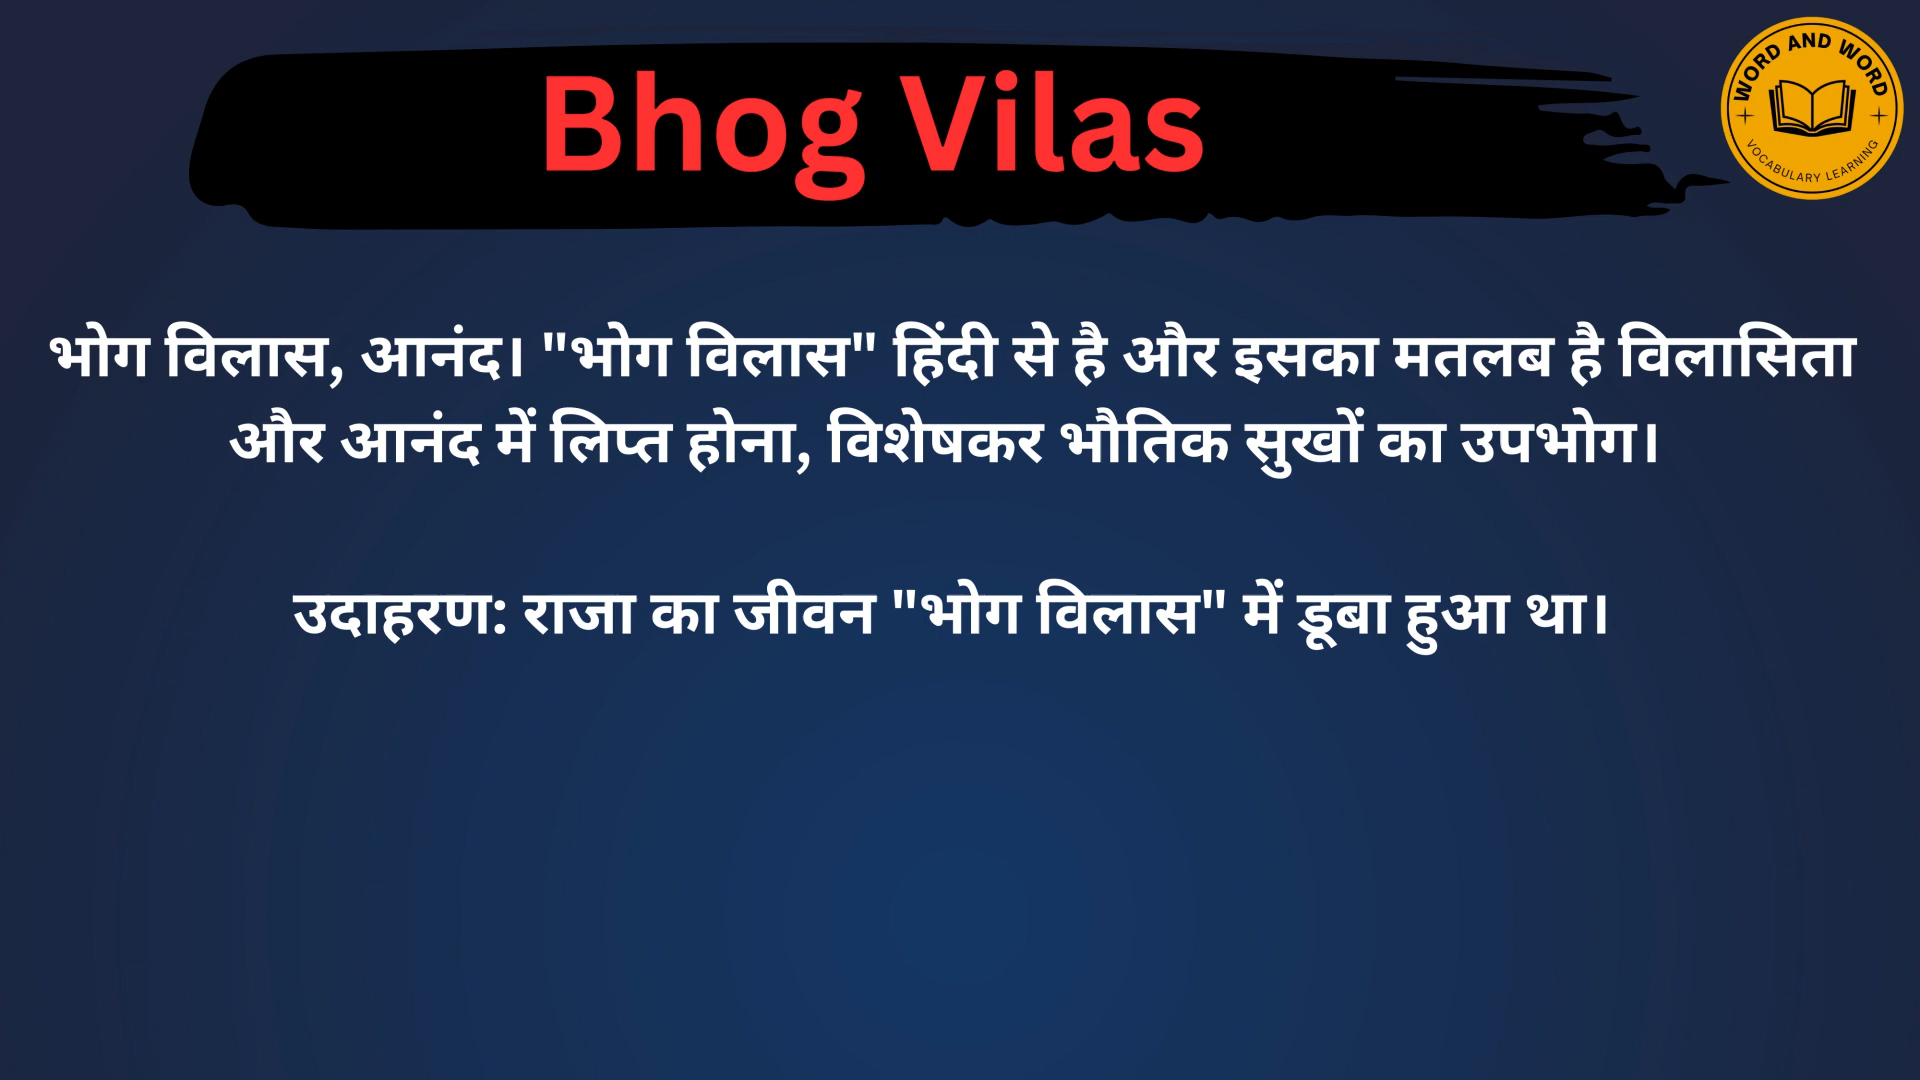 Bhog Vilas
WORD AND WORD
VOCABULARY LEARNING
भोग विलास, आनंद। "भोग विलास" हिंदी से है और इसका मतलब है विलासिता
और आनंद में लिप्त होना, विशेषकर भौतिक सुखों का उपभोग।
उदाहरण: राजा का जीवन "भोग विलास" में डूबा हुआ था।